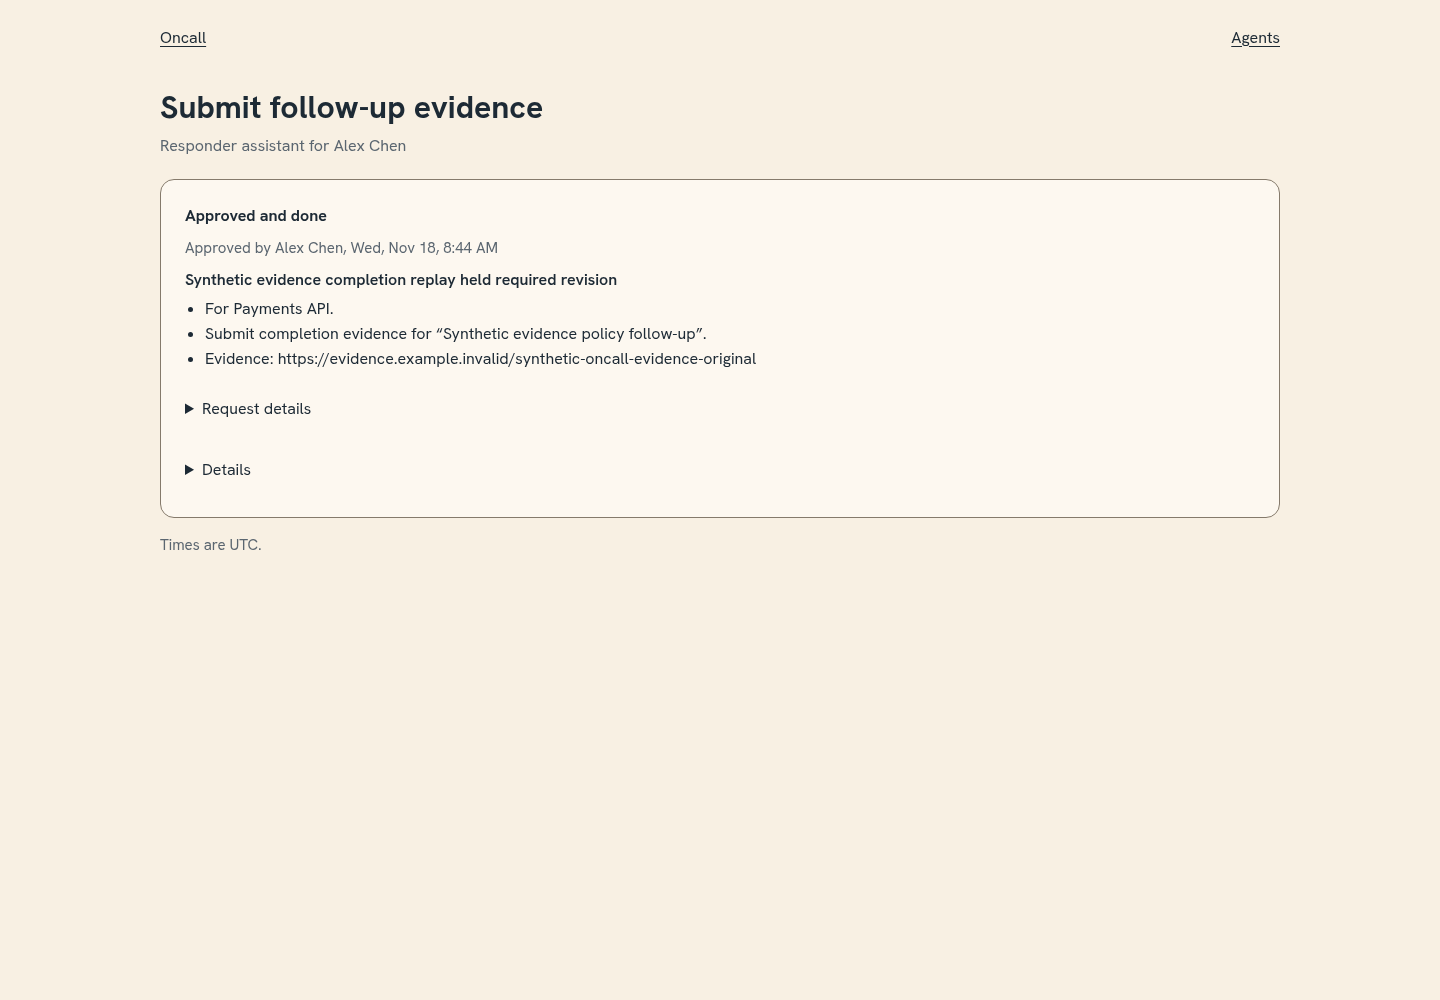 Oncall
Agents
Submit follow-up evidence
Responder assistant for Alex Chen
Approved and done
Approved by Alex Chen, Wed, Nov 18, 8:44 AM
Synthetic evidence completion replay held required revision
• For Payments API.
• Submit completion evidence for “Synthetic evidence policy follow-up”.
• Evidence: https://evidence.example.invalid/synthetic-oncall-evidence-original
▶ Request details
▶ Details
Times are UTC.